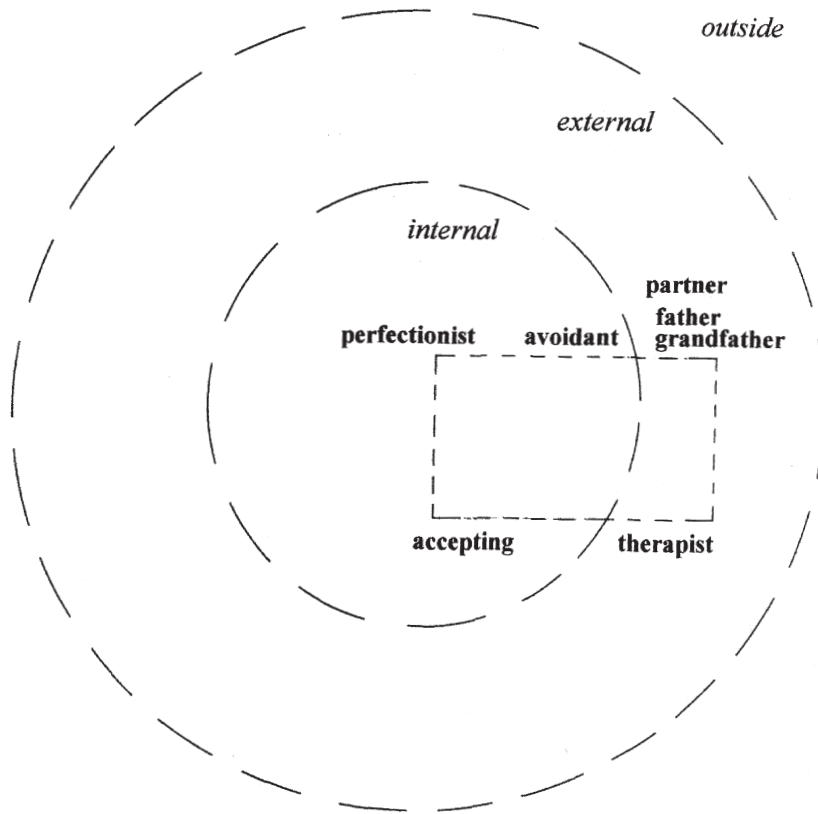 outside
external
internal
partner
father
perfectionist avoidant grandfather
accepting therapist